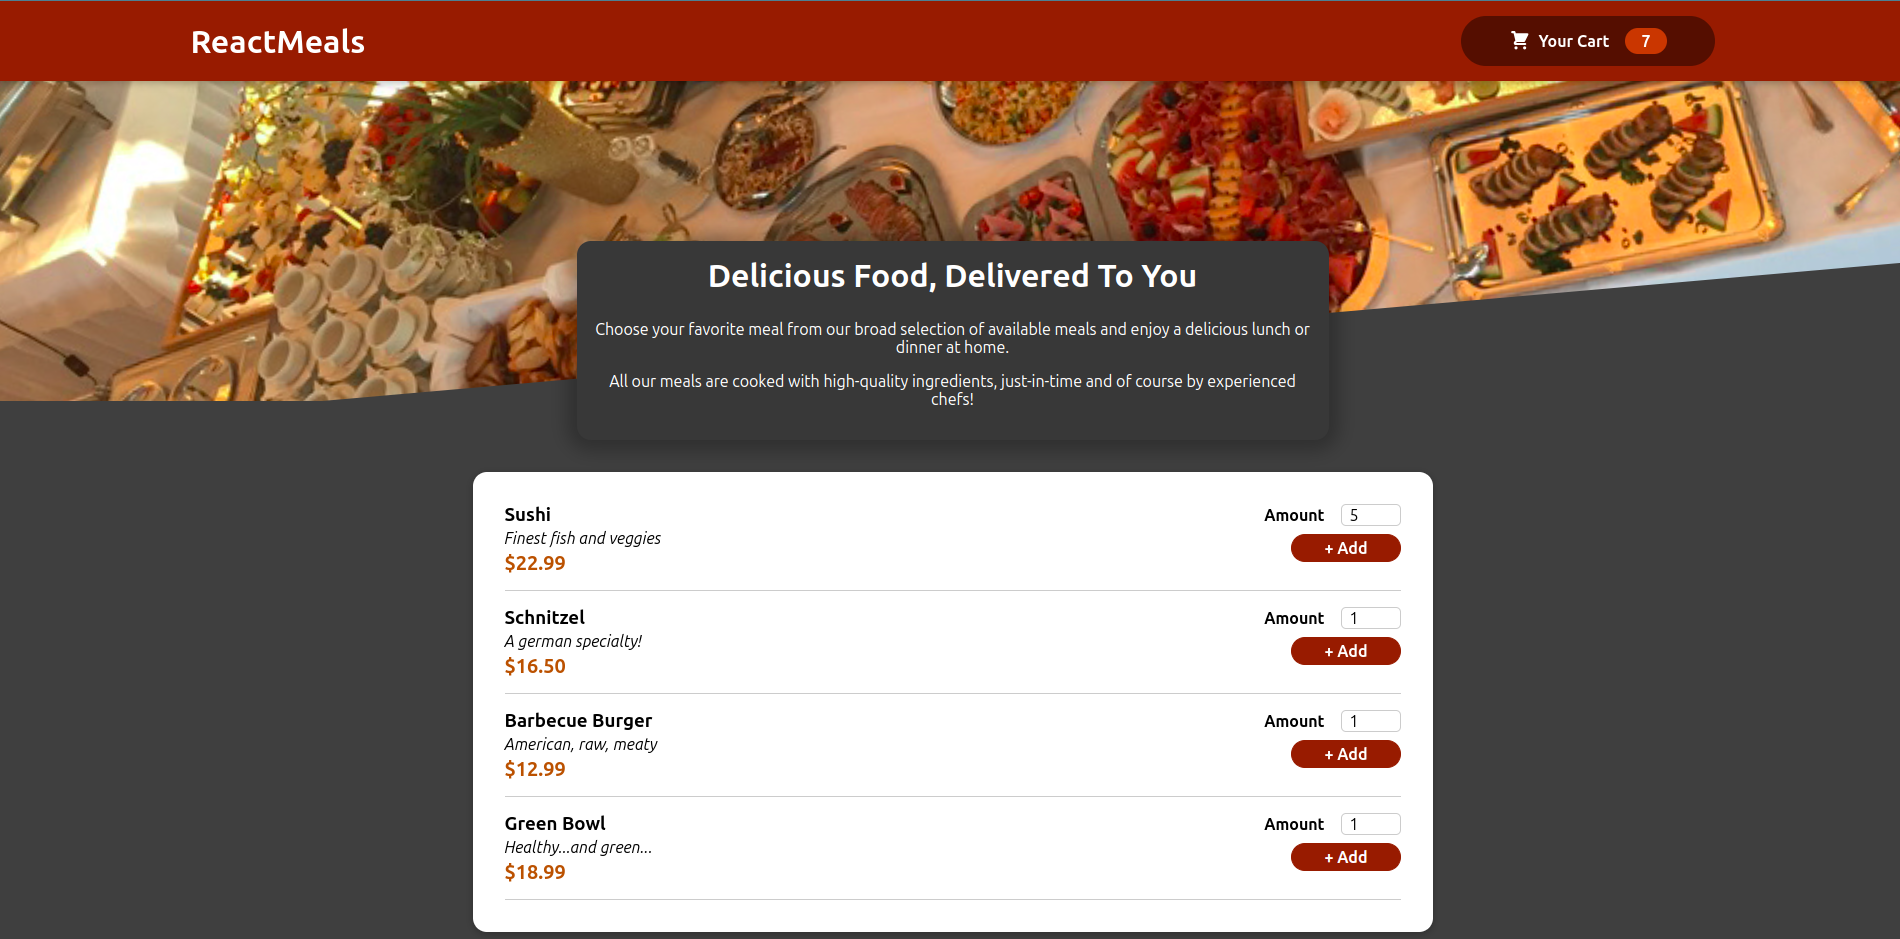 ReactMeals
Your Cart 7
Delicious Food, Delivered To You
Choose your favorite meal from our broad selection of available meals and enjoy a delicious lunch or
dinner at home.
All our meals are cooked with high-quality ingredients, just-in-time and of course by experienced
chefs!
Sushi
Finest fish and veggies
$22.99
Amount 5
+ Add
Schnitzel
A german specialty!
$16.50
Amount 1
+ Add
Barbecue Burger
American, raw, meaty
$12.99
Amount 1
+ Add
Green Bowl
Healthy...and green...
$18.99
Amount 1
+ Add